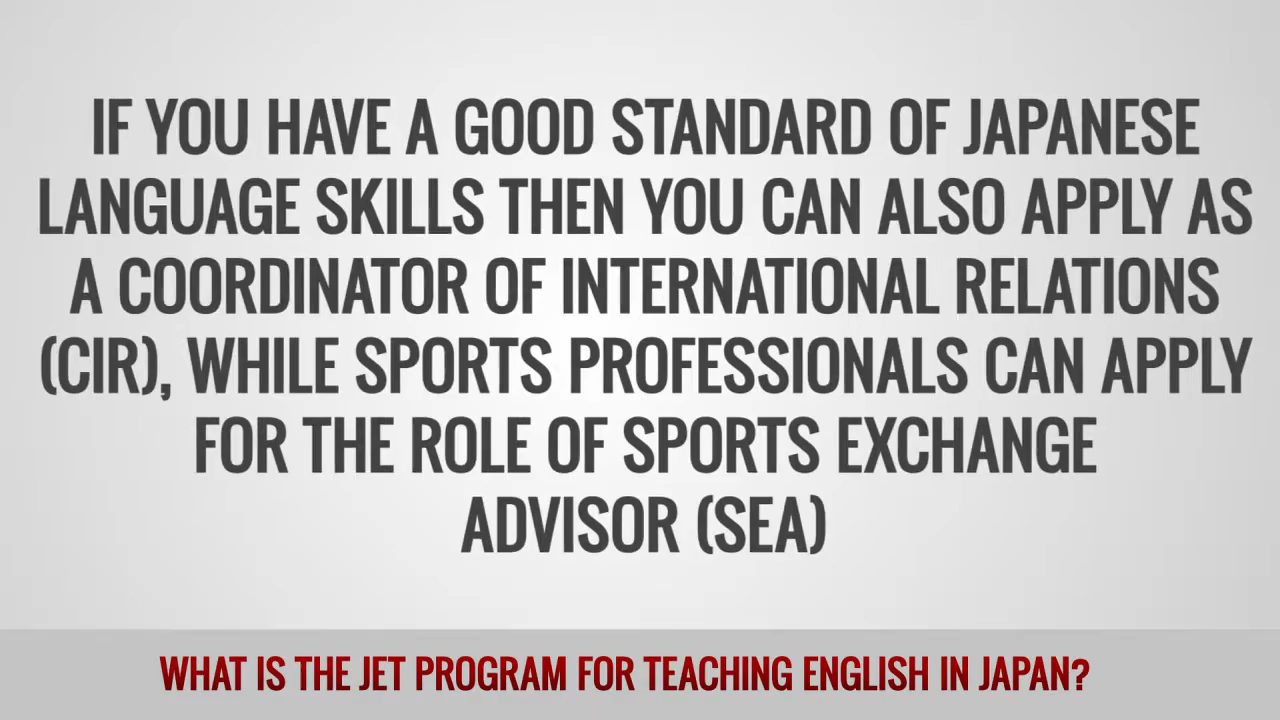 IF YOU HAVE A GOOD STANDARD OF JAPANESE
LANGUAGE SKILLS THEN YOU CAN ALSO APPLY AS
A COORDINATOR OF INTERNATIONAL RELATIONS
(CIR), WHILE SPORTS PROFESSIONALS CAN APPLY
FOR THE ROLE OF SPORTS EXCHANGE
ADVISOR (SEA)
WHAT IS THE JET PROGRAM FOR TEACHING ENGLISH IN JAPAN?